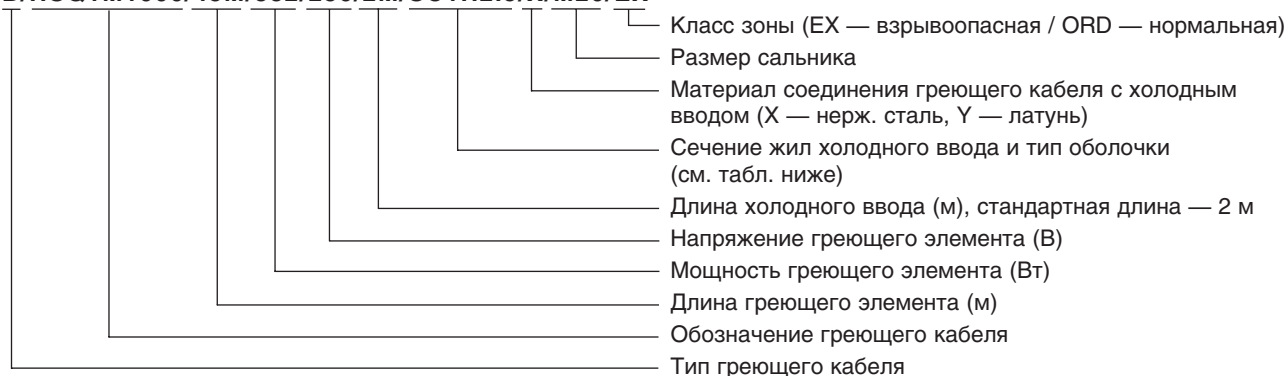 Класс зоны (EX — взрывоопасная / ORD — нормальная)
Размер сальника
Материал соединения греющего кабеля с холодным
вводом (X — нерж. сталь, Y — латунь)
Сечение жил холодного ввода и тип оболочки
(см. табл. ниже)
Длина холодного ввода (м), стандартная длина — 2 м
Напряжение греющего элемента (В)
Мощность греющего элемента (Вт)
Длина греющего элемента (м)
Обозначение греющего кабеля
Тип греющего кабеля